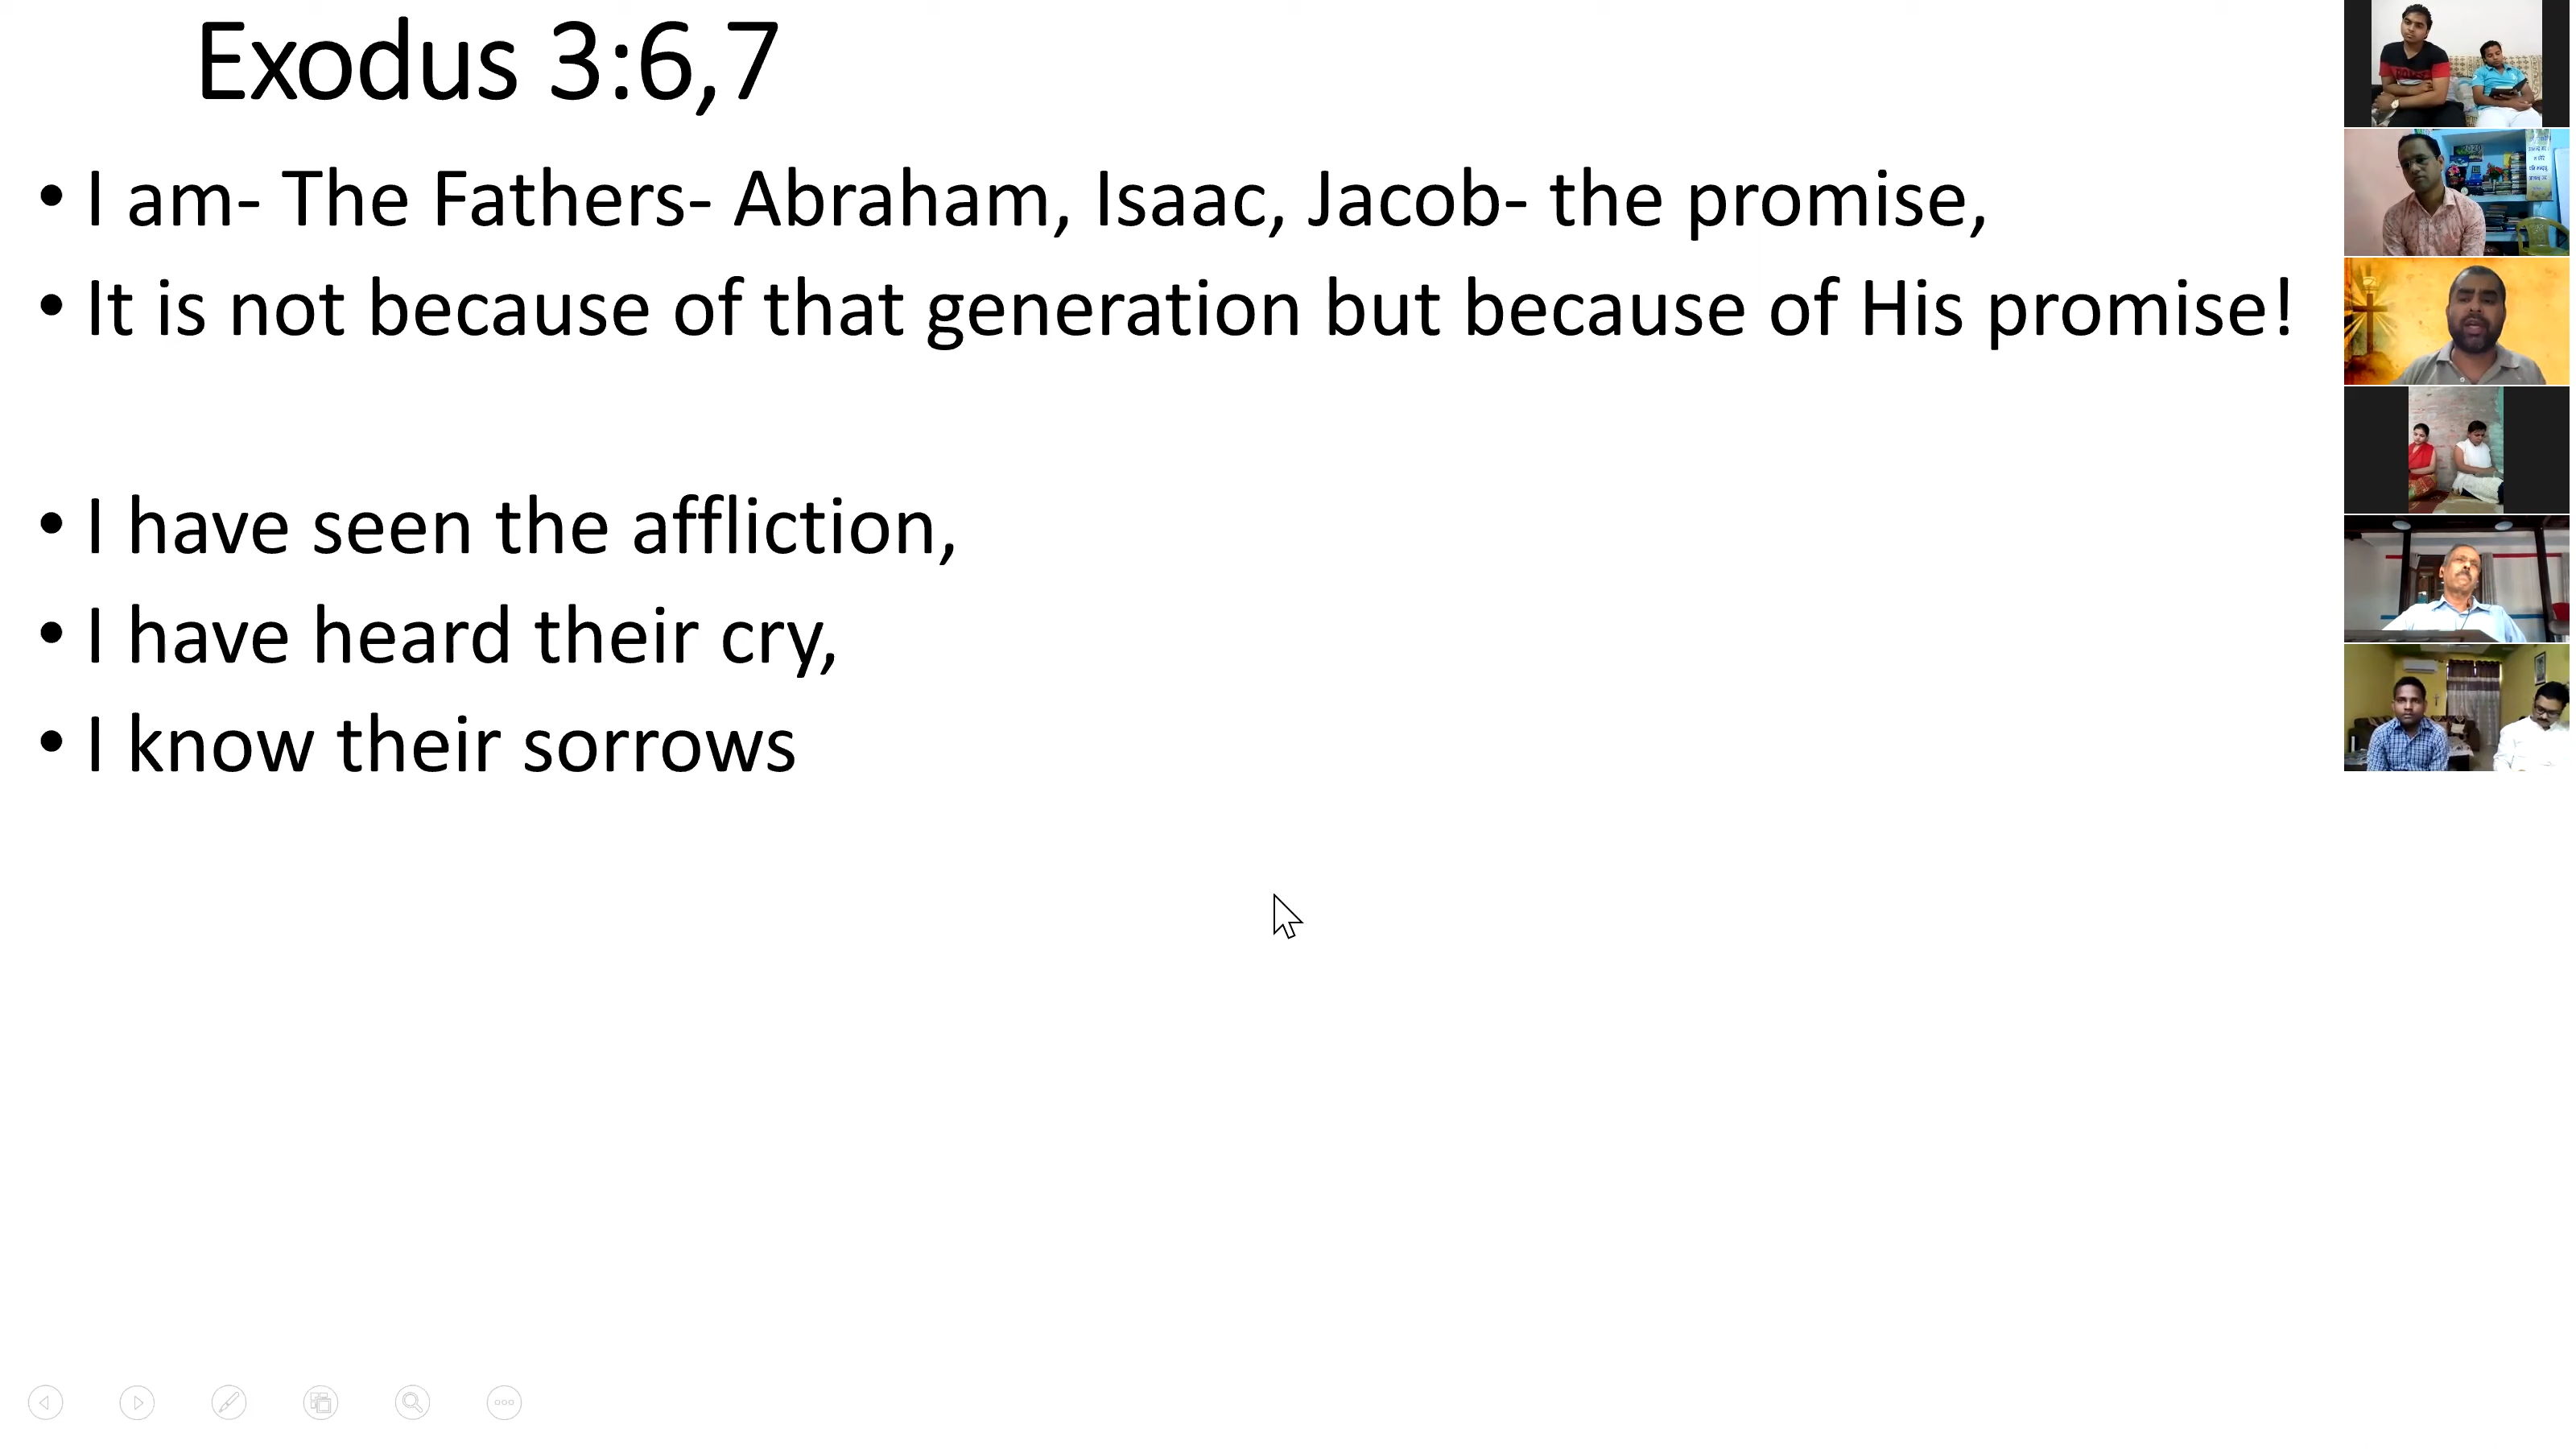 Exodus 3:6,7
• I am- The Fathers- Abraham, Isaac, Jacob- the promise,
• It is not because of that generation but because of His promise!
• I have seen the affliction,
• I have heard their cry,
• I know their sorrows